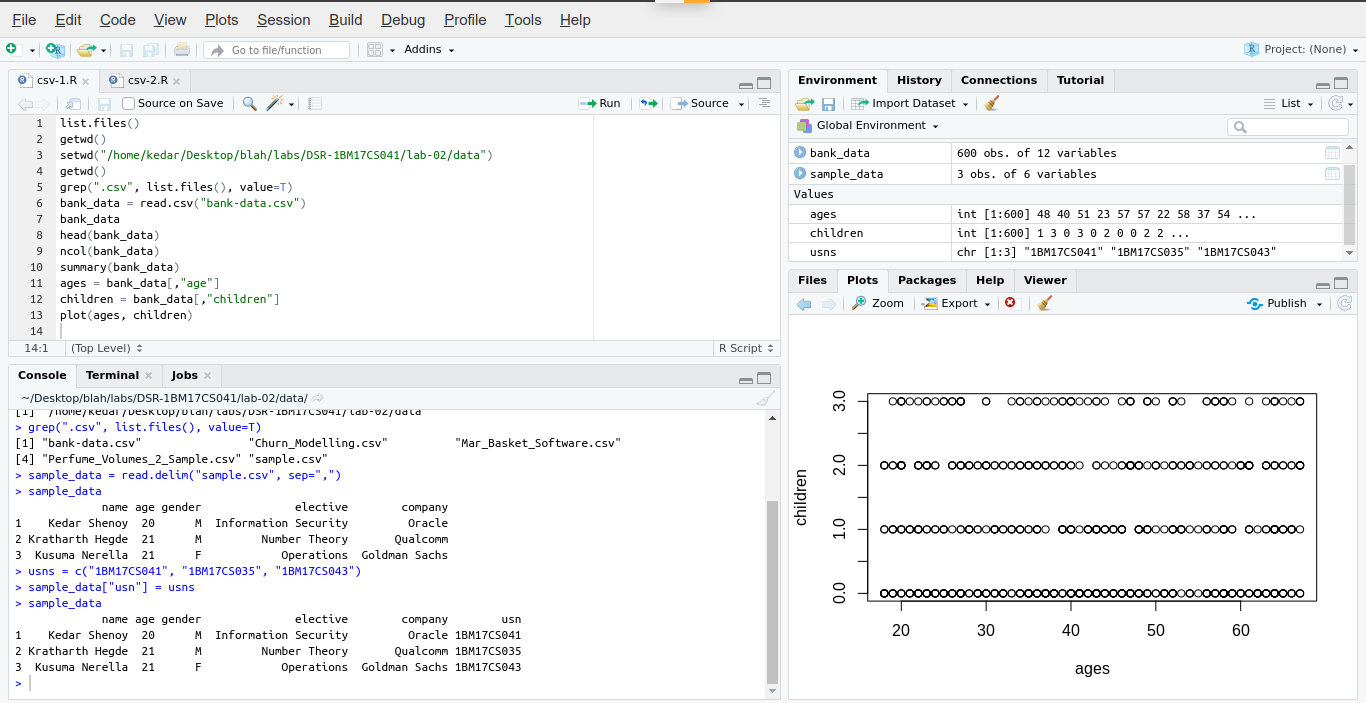 File Edit Code View Plots Session Build Debug Profile Tools Help
Go to file/function Addins Project: (None)
csv-1.R csv-2.R
Source on Save Run Source
1 list.files()
2 getwd()
3 setwd("/home/kedar/Desktop/blah/labs/DSR-1BM17CS041/lab-02/data")
4 getwd()
5 grep(".csv", list.files(), value=T)
6 bank_data = read.csv("bank-data.csv")
7 bank_data
8 head(bank_data)
9 ncol(bank_data)
10 summary(bank_data)
11 ages = bank_data[,"age"]
12 children = bank_data[,"children"]
13 plot(ages, children)
14
14:1 (Top Level) R Script
Console Terminal Jobs
~/Desktop/blah/labs/DSR-1BM17CS041/lab-02/data/
[1] "/home/kedar/Desktop/blah/labs/DSR-1BM17CS041/lab-02/data"
> grep(".csv", list.files(), value=T)
[1] "bank-data.csv" "Churn_Modelling.csv" "Mar_Basket_Software.csv"
[4] "Perfume_Volumes_2_Sample.csv" "sample.csv"
> sample_data = read.delim("sample.csv", sep=",")
> sample_data
name age gender elective company
1 Kedar Shenoy 20 M Information Security Oracle
2 Kratharth Hegde 21 M Number Theory Qualcomm
3 Kusuma Nerella 21 F Operations Goldman Sachs
> usns = c("1BM17CS041", "1BM17CS035", "1BM17CS043")
> sample_data["usn"] = usns
> sample_data
name age gender elective company usn
1 Kedar Shenoy 20 M Information Security Oracle 1BM17CS041
2 Kratharth Hegde 21 M Number Theory Qualcomm 1BM17CS035
3 Kusuma Nerella 21 F Operations Goldman Sachs 1BM17CS043
>
Environment History Connections Tutorial
Import Dataset List
Global Environment
bank_data 600 obs. of 12 variables
sample_data 3 obs. of 6 variables
Values
ages int [1:600] 48 40 51 23 57 57 22 58 37 54 ...
children int [1:600] 1 3 0 3 0 2 0 0 2 2 ...
usns chr [1:3] "1BM17CS041" "1BM17CS035" "1BM17CS043"
Files Plots Packages Help Viewer
Zoom Export Publish
3.0
2.0
1.0
0.0
children
20 30 40 50 60
ages